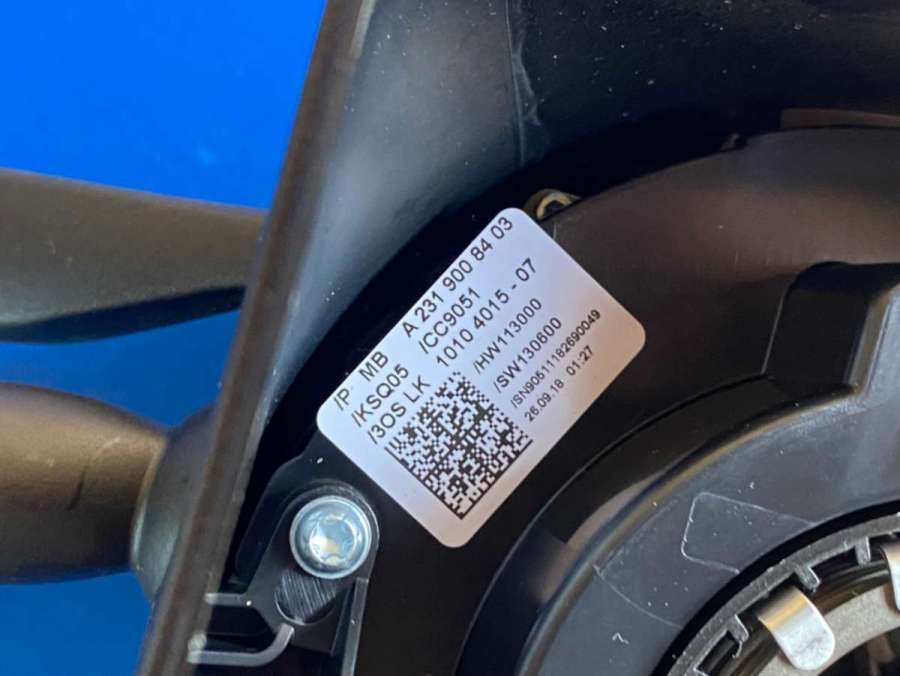 /P MB A 231 900 84 03
/KSQ05 /CC9051
/3OS LK 1010 4015 - 07
/HW113000
/SW130600
/SN90511182690049
26.09.18 01:27